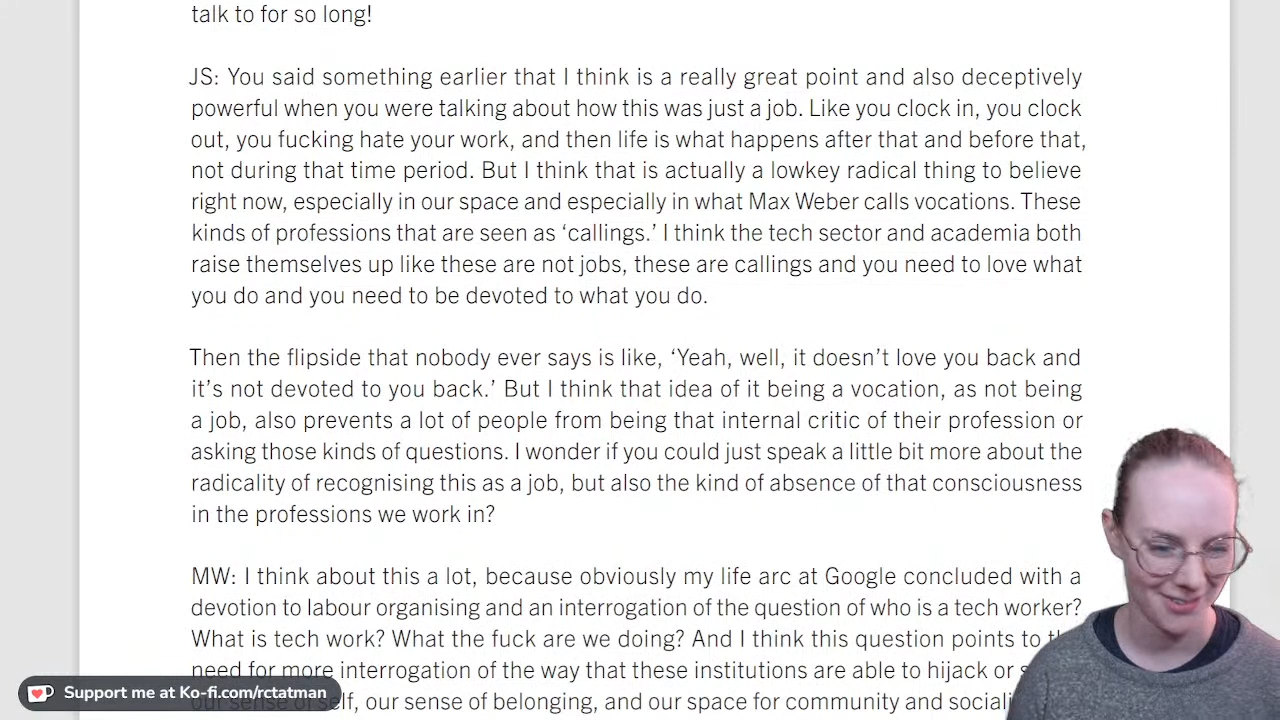 talk to for so long!
JS: You said something earlier that I think is a really great point and also deceptively
powerful when you were talking about how this was just a job. Like you clock in, you clock
out, you fucking hate your work, and then life is what happens after that and before that,
not during that time period. But I think that is actually a lowkey radical thing to believe
right now, especially in our space and especially in what Max Weber calls vocations. These
kinds of professions that are seen as ‘callings.’ I think the tech sector and academia both
raise themselves up like these are not jobs, these are callings and you need to love what
you do and you need to be devoted to what you do.
Then the flipside that nobody ever says is like, ‘Yeah, well, it doesn’t love you back and
it’s not devoted to you back.’ But I think that idea of it being a vocation, as not being
a job, also prevents a lot of people from being that internal critic of their profession or
asking those kinds of questions. I wonder if you could just speak a little bit more about the
radicality of recognising this as a job, but also the kind of absence of that consciousness
in the professions we work in?
MW: I think about this a lot, because obviously my life arc at Google concluded with a
devotion to labour organising and an interrogation of the question of who is a tech worker?
What is tech work? What the fuck are we doing? And I think this question points to
need for more interrogation of the way that these institutions are able to hijack or
our sense of self, our sense of belonging, and our space for community and
Support me at Ko-fi.com/rctatman